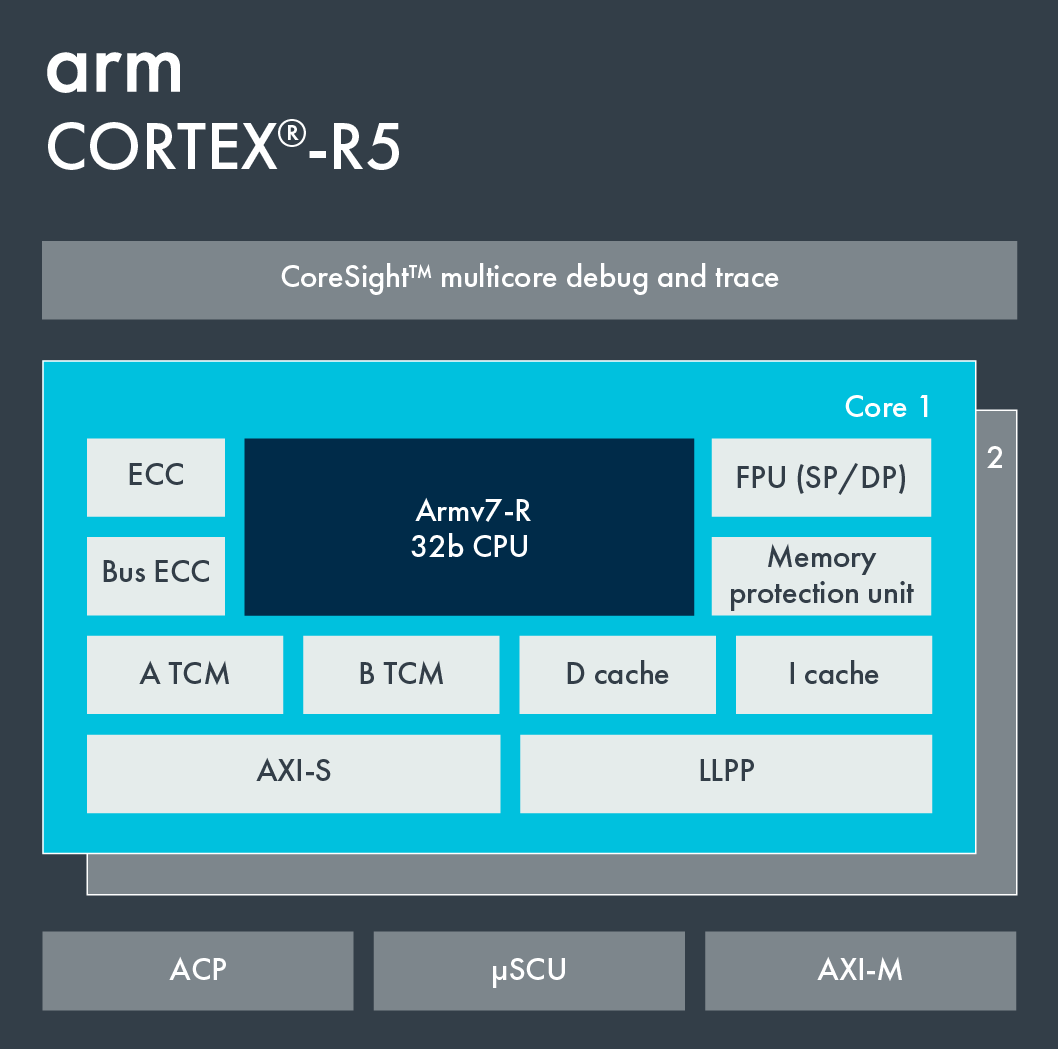 arm
CORTEX®-R5
CoreSight™ multicore debug and trace
Core 1
2
ECC
Armv7-R
32b CPU
FPU (SP/DP)
Bus ECC
Memory
protection unit
A TCM
B TCM
D cache
I cache
AXI-S
LLPP
ACP
µSCU
AXI-M